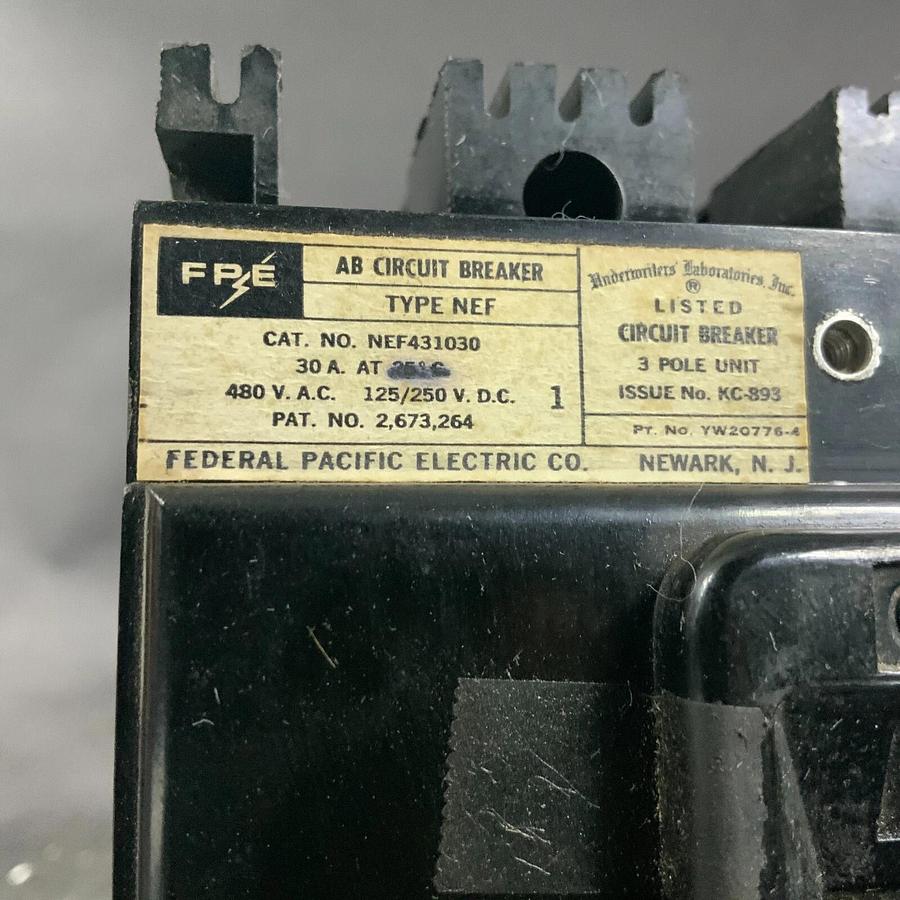 FPE
AB CIRCUIT BREAKER
TYPE NEF
CAT. NO. NEF431030
30 A. AT
480 V. A.C. 125/250 V. D.C. 1
PAT. NO. 2,673,264
Underwriters' Laboratories, Inc.
®
LISTED
CIRCUIT BREAKER
3 POLE UNIT
ISSUE No. KC-893
PT. No. YW20776-4
FEDERAL PACIFIC ELECTRIC CO. NEWARK, N. J.